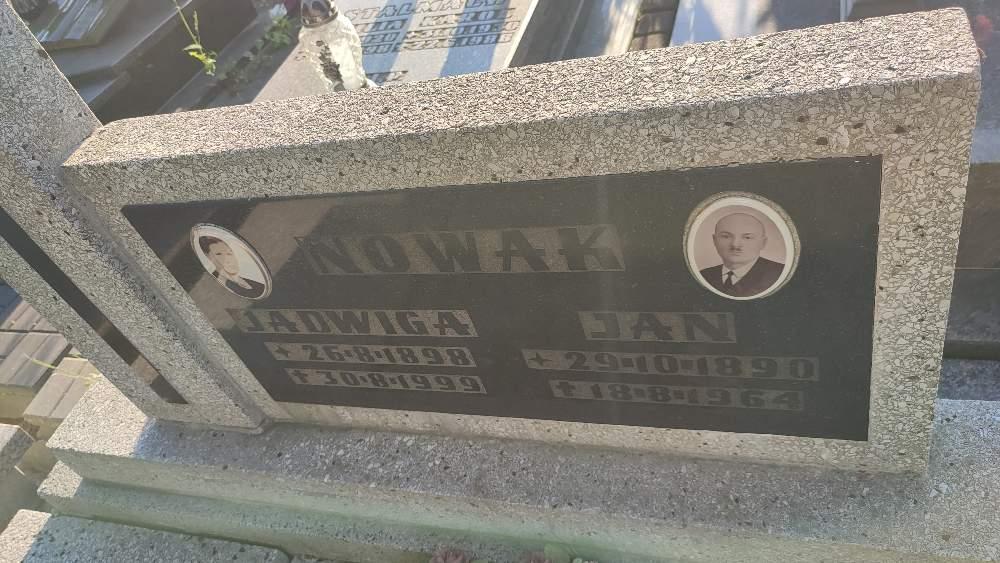 NOWAK
JADWIGA
* 26·8·1898
✝ 30·8·1999
JAN
* 29·10·1890
✝ 18·8·1964